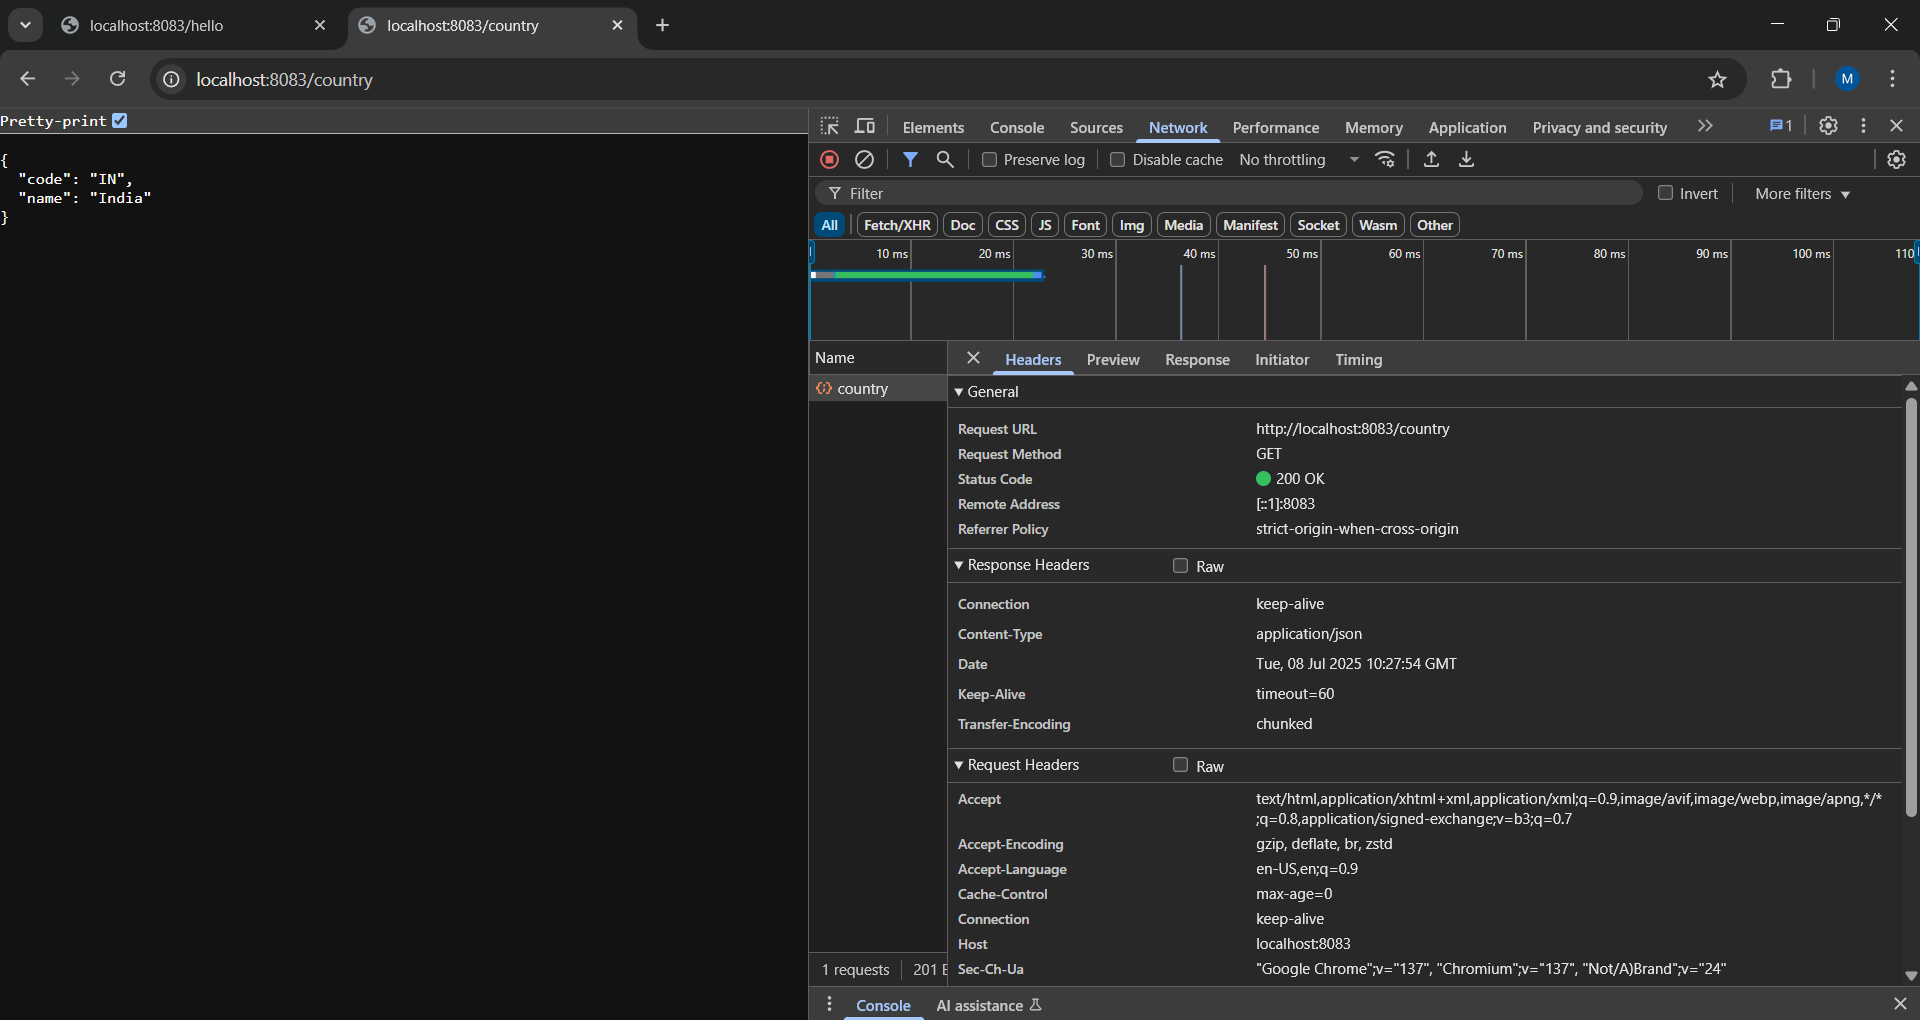 localhost:8083/hello
localhost:8083/country
localhost:8083/country
M
Pretty-print
{
"code": "IN",
"name": "India"
}
Elements Console Sources Network Performance Memory Application Privacy and security 1
Preserve log Disable cache No throttling
Filter Invert More filters
All Fetch/XHR Doc CSS JS Font Img Media Manifest Socket Wasm Other
10 ms 20 ms 30 ms 40 ms 50 ms 60 ms 70 ms 80 ms 90 ms 100 ms 110
Name Headers Preview Response Initiator Timing
country
General
Request URL http://localhost:8083/country
Request Method GET
Status Code 200 OK
Remote Address [::1]:8083
Referrer Policy strict-origin-when-cross-origin
Response Headers Raw
Connection keep-alive
Content-Type application/json
Date Tue, 08 Jul 2025 10:27:54 GMT
Keep-Alive timeout=60
Transfer-Encoding chunked
Request Headers Raw
Accept text/html,application/xhtml+xml,application/xml;q=0.9,image/avif,image/webp,image/apng,*/*
;q=0.8,application/signed-exchange;v=b3;q=0.7
Accept-Encoding gzip, deflate, br, zstd
Accept-Language en-US,en;q=0.9
Cache-Control max-age=0
Connection keep-alive
Host localhost:8083
Sec-Ch-Ua "Google Chrome";v="137", "Chromium";v="137", "Not/A)Brand";v="24"
1 requests 201
Console AI assistance